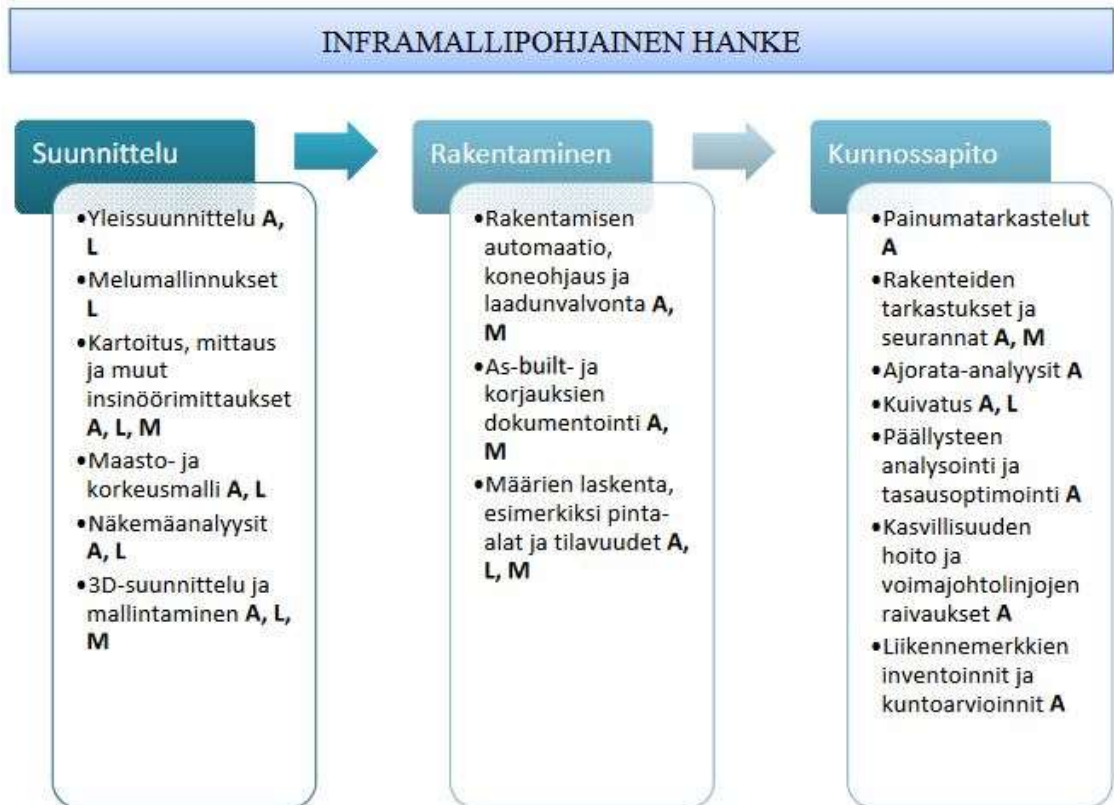 INFRAMALLIPOHJAINEN HANKE
Suunnittelu
•Yleissuunnittelu A,
L
•Melumallinnukset
L
•Kartoitus, mittaus
ja muut
insinöörimittaukset
A, L, M
•Maasto- ja
korkeusmalli A, L
•Näkemäanalyysit
A, L
•3D-suunnittelu ja
mallintaminen A, L,
M
Rakentaminen
•Rakentamisen
automaatio,
koneohjaus ja
laadunvalvonta A,
M
•As-built- ja
korjauksien
dokumentointi A,
M
•Määrien laskenta,
esimerkiksi pinta-
alat ja tilavuudet A,
L, M
Kunnossapito
•Painumatarkastelut
A
•Rakenteiden
tarkastukset ja
seurannat A, M
•Ajorata-analyysit A
•Kuivatus A, L
•Päällysteen
analysointi ja
tasausoptimointi A
•Kasvillisuuden
hoito ja
voimajohtolinjojen
raivaukset A
•Liikennemerkkien
inventoinnit ja
kuntoarvioinnit A